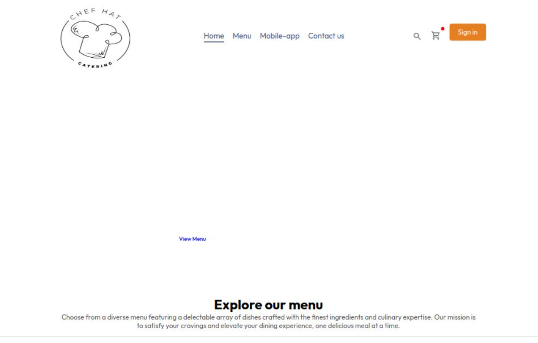 CHEF HAT
CATERING
Home Menu Mobile-app Contact us
Sign in
View Menu
Explore our menu
Choose from a diverse menu featuring a delectable array of dishes crafted with the finest ingredients and culinary expertise. Our mission is
to satisfy your cravings and elevate your dining experience, one delicious meal at a time.